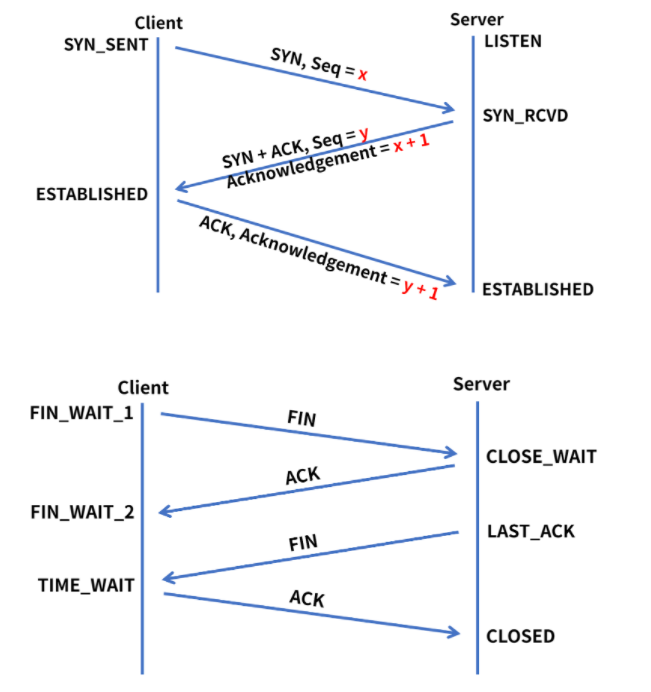 Client
Server
SYN_SENT
LISTEN
SYN, Seq = x
SYN_RCVD
SYN + ACK, Seq = y
Acknowledgement = x + 1
ESTABLISHED
ACK, Acknowledgement = y + 1
ESTABLISHED
Client
Server
FIN_WAIT_1
FIN
CLOSE_WAIT
ACK
FIN_WAIT_2
LAST_ACK
FIN
TIME_WAIT
ACK
CLOSED